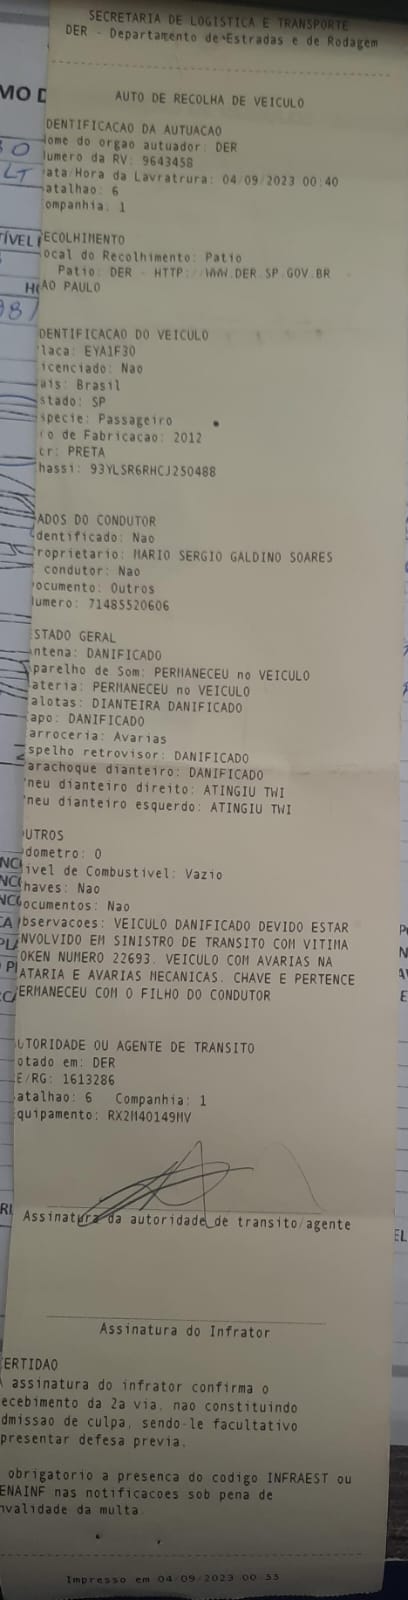 SECRETARIA DE LOGISTICA E TRANSPORTE
DER - Departamento de Estradas e de Rodagem
AUTO DE RECOLHA DE VEICULO
DENTIFICACAO DA AUTUACAO
ome do orgao autuador: DER
umero da RV: 9643458
ata/Hora da Lavratrura: 04/09/2023 00:40
atalhao: 6
ompanhia: 1
ECOLHIMENTO
ocal do Recolhimento: Patio
Patio: DER - HTTP://WWW.DER.SP.GOV.BR
AO PAULO
DENTIFICACAO DO VEICULO
laca: EYA1F30
icenciado: Nao
ais: Brasil
stado: SP
specie: Passageiro
o de Fabricacao: 2012
or: PRETA
hassi: 93YLSR6RHCJ250488
ADOS DO CONDUTOR
dentificado: Nao
roprietario: MARIO SERGIO GALDINO SOARES
condutor: Nao
ocumento: Outros
umero: 71485520606
STADO GERAL
ntena: DANIFICADO
parelho de Som: PERMANECEU no VEICULO
ateria: PERMANECEU no VEICULO
alotas: DIANTEIRA DANIFICADO
apo: DANIFICADO
arroceria: Avarias
spelho retrovisor: DANIFICADO
arachoque dianteiro: DANIFICADO
neu dianteiro direito: ATINGIU TWI
neu dianteiro esquerdo: ATINGIU TWI
UTROS
dometro: 0
ivel de Combustivel: Vazio
haves: Nao
ocumentos: Nao
bservacoes: VEICULO DANIFICADO DEVIDO ESTAR
NVOLVIDO EM SINISTRO DE TRANSITO COM VITIMA
OKEN NUMERO 22693. VEICULO COM AVARIAS NA
ATARIA E AVARIAS MECANICAS. CHAVE E PERTENCE
ERMANECEU COM O FILHO DO CONDUTOR
UTORIDADE OU AGENTE DE TRANSITO
otado em: DER
E/RG: 1613286
atalhao: 6 Companhia: 1
quipamento: RX2M40149MV
Assinatura da autoridade de transito/agente
Assinatura do Infrator
ERTIDAO
A assinatura do infrator confirma o
ecebimento da 2a via, nao constituindo
dmissao de culpa, sendo-le facultativo
presentar defesa previa.
obrigatorio a presenca do codigo INFRAEST ou
ENAINF nas notificacoes sob pena de
nvalidade da multa.
Impresso em 04/09/2023 00:53